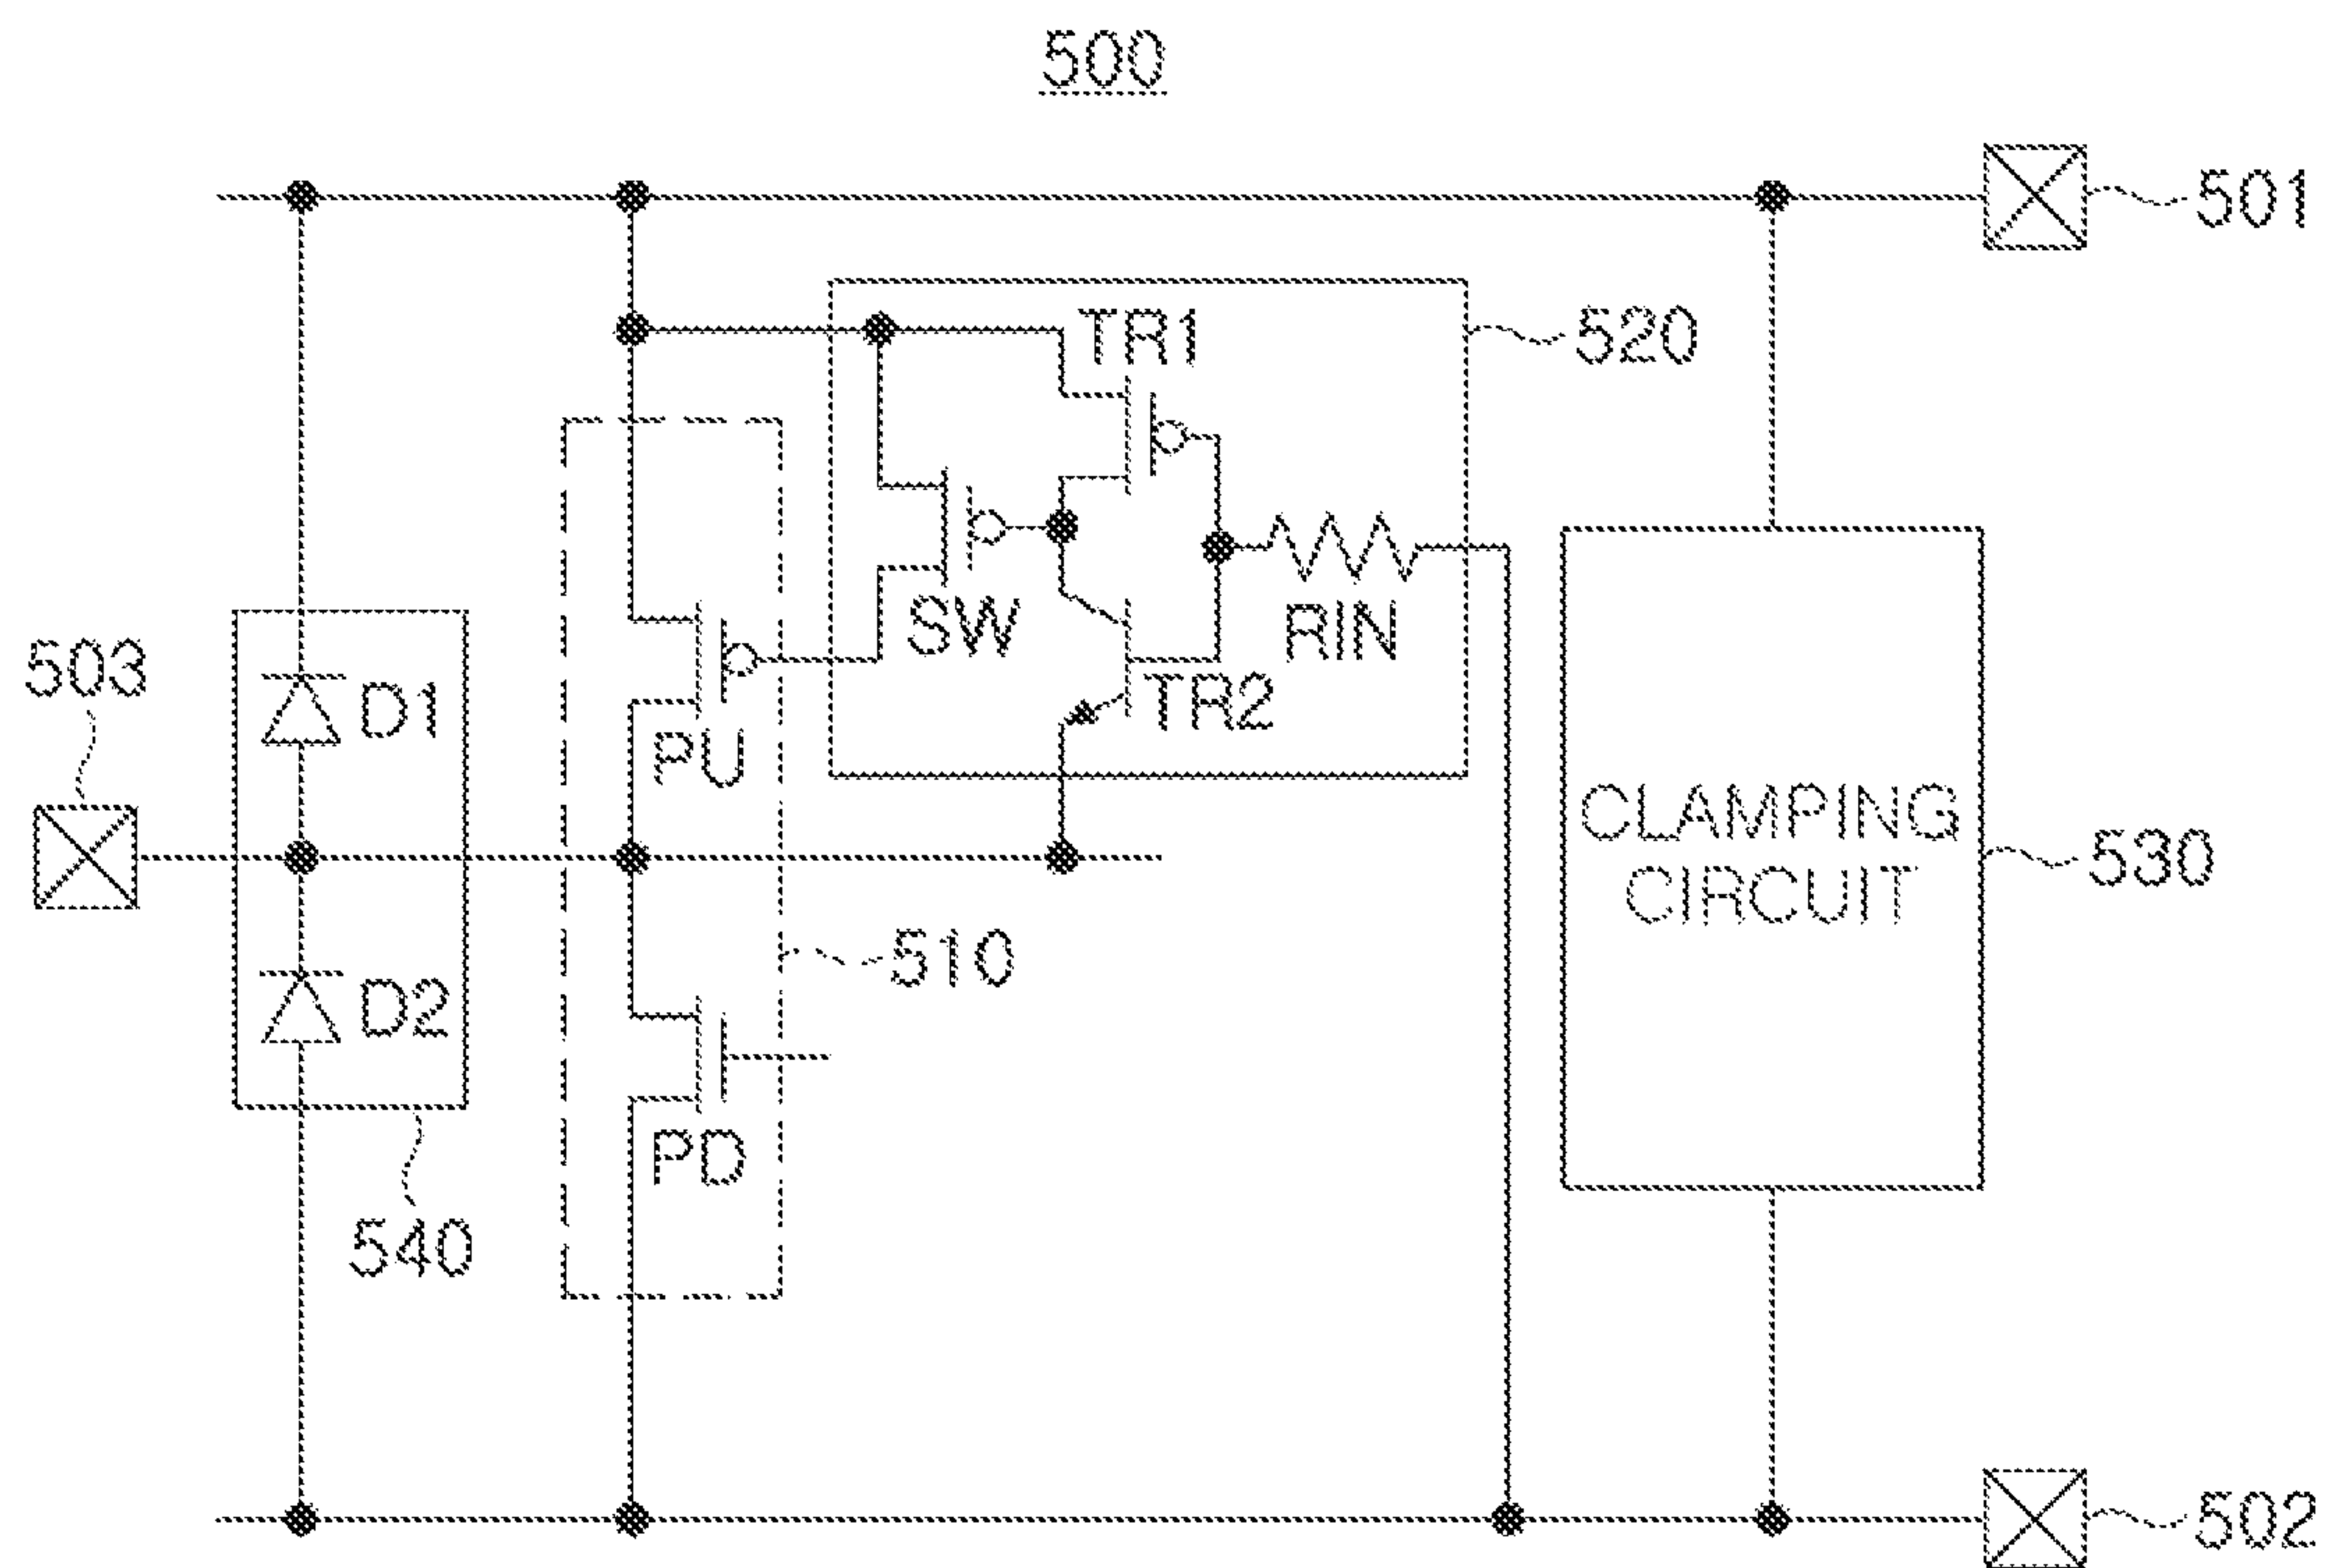 500
501
TR1
520
SW
RIN
503
D1
PU
TR2
CLAMPING
CIRCUIT
530
510
D2
PD
540
502